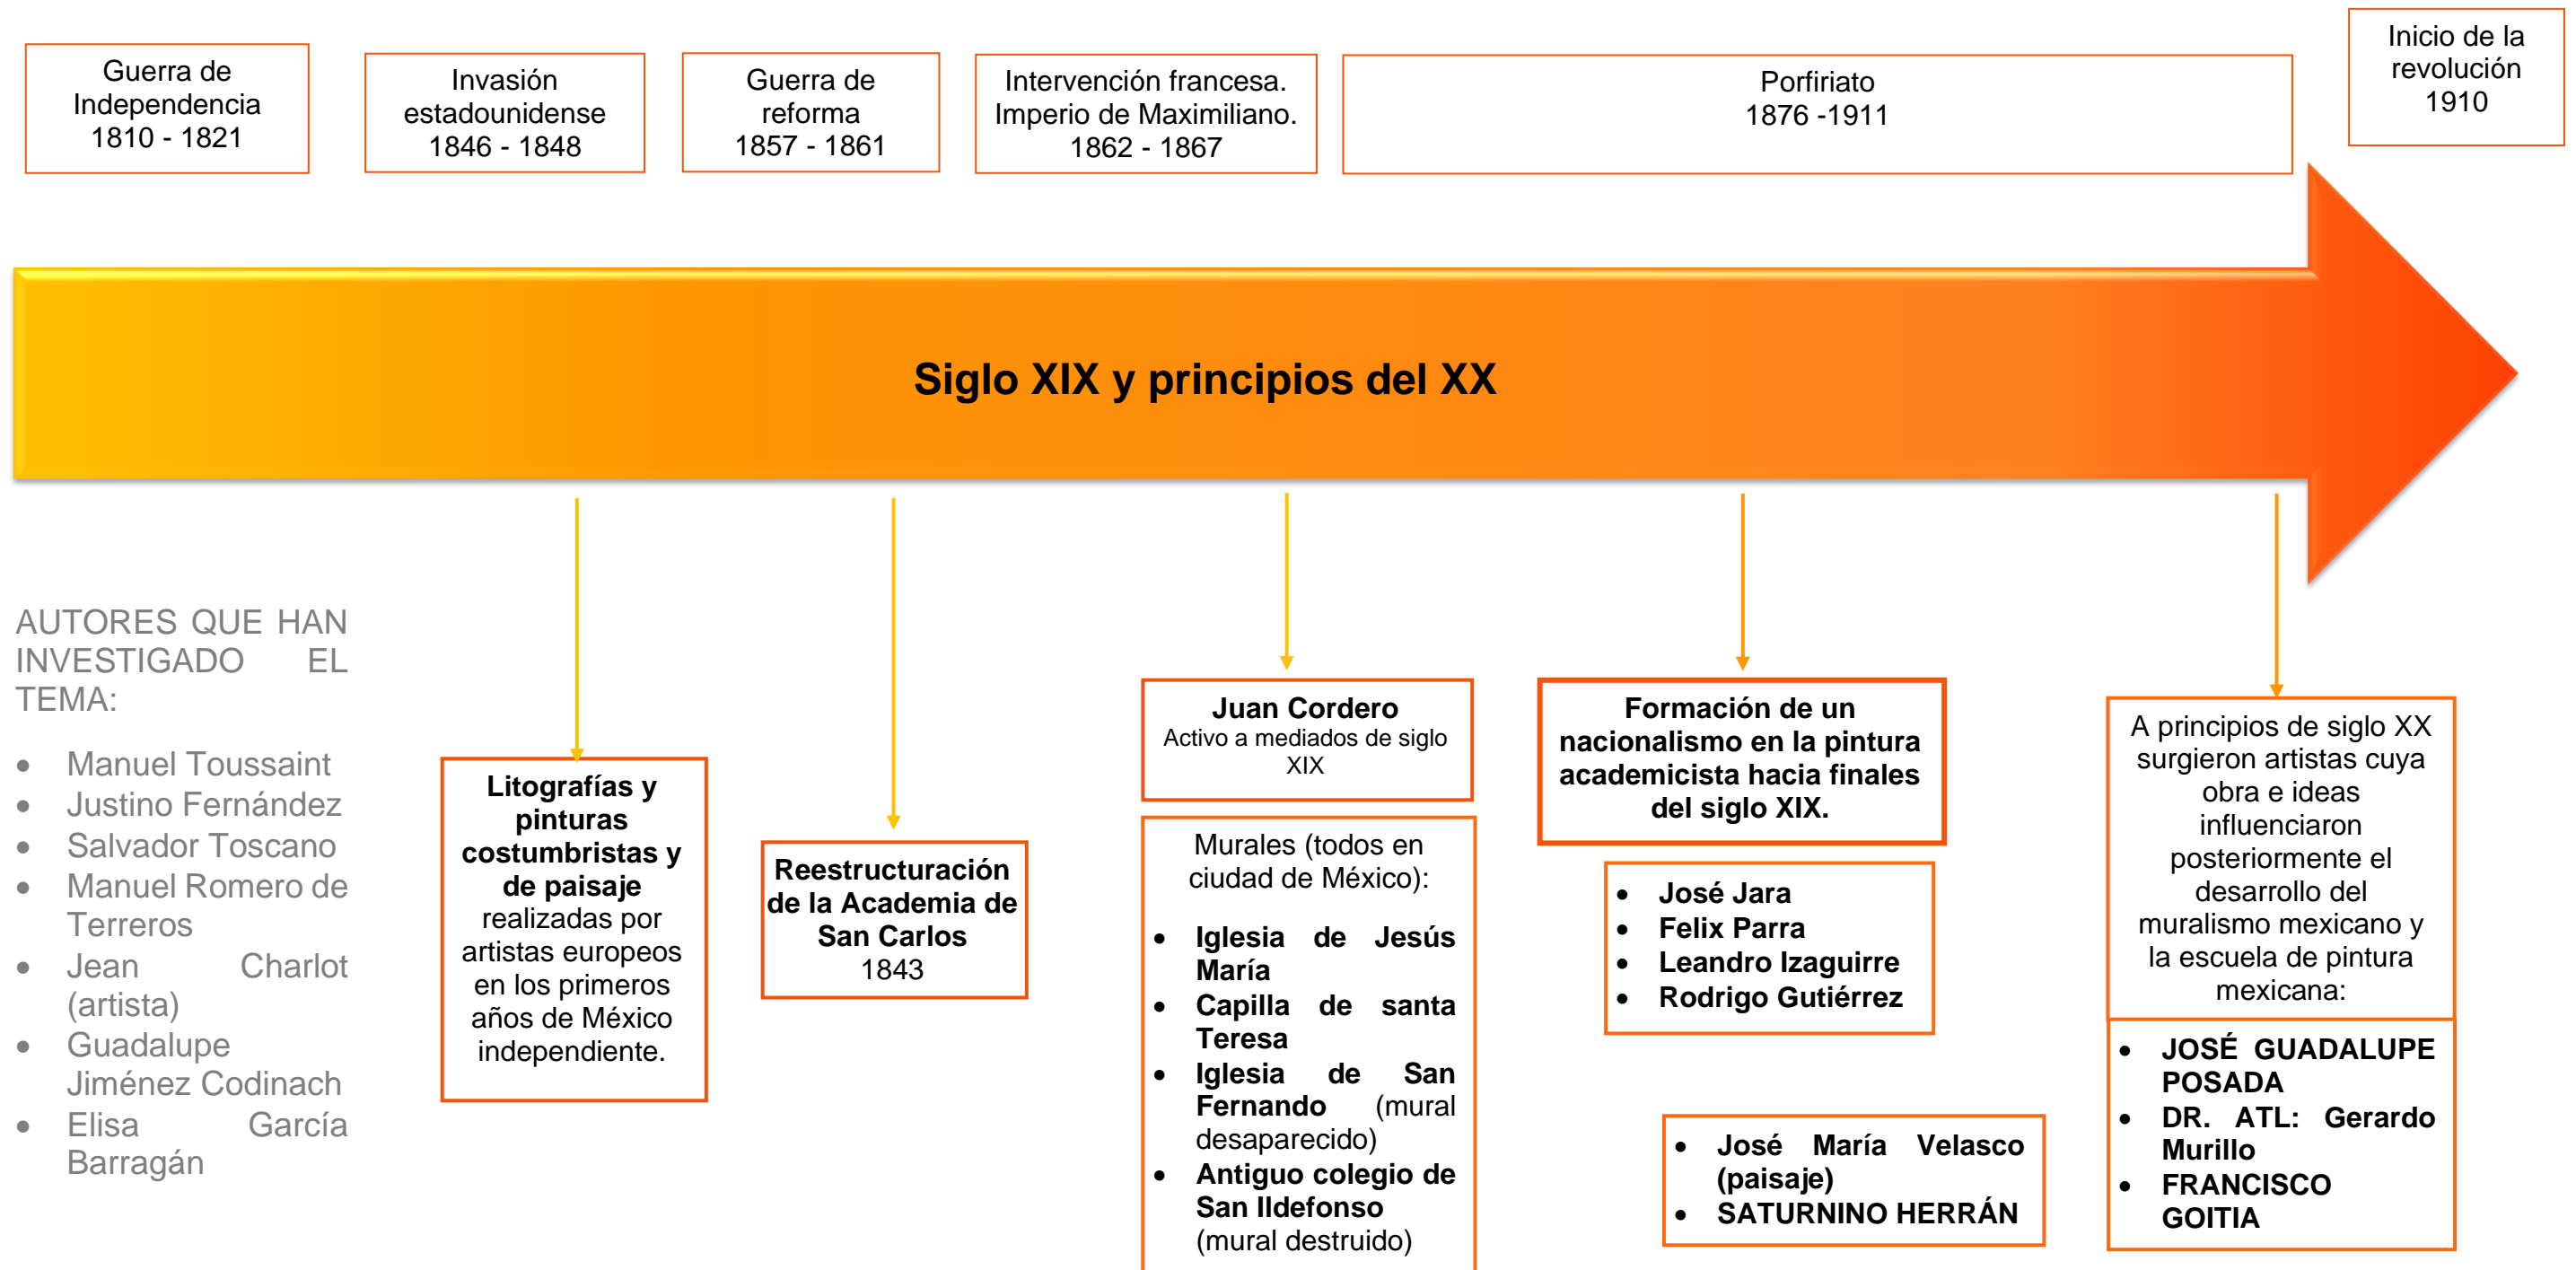 Guerra de
Independencia
1810 - 1821
Invasión
estadounidense
1846 - 1848
Guerra de
reforma
1857 - 1861
Intervención francesa.
Imperio de Maximiliano.
1862 - 1867
Porfiriato
1876 -1911
Inicio de la
revolución
1910
Siglo XIX y principios del XX
AUTORES QUE HAN
INVESTIGADO EL
TEMA:
• Manuel Toussaint
• Justino Fernández
• Salvador Toscano
• Manuel Romero de
Terreros
• Jean Charlot
(artista)
• Guadalupe
Jiménez Codinach
• Elisa García
Barragán
Litografías y
pinturas
costumbristas y
de paisaje
realizadas por
artistas europeos
en los primeros
años de México
independiente.
Reestructuración
de la Academia de
San Carlos
1843
Juan Cordero
Activo a mediados de siglo
XIX
Murales (todos en
ciudad de México):
• Iglesia de Jesús
María
• Capilla de santa
Teresa
• Iglesia de San
Fernando (mural
desaparecido)
• Antiguo colegio de
San Ildefonso
(mural destruido)
Formación de un
nacionalismo en la pintura
academicista hacia finales
del siglo XIX.
• José Jara
• Felix Parra
• Leandro Izaguirre
• Rodrigo Gutiérrez
• José María Velasco
(paisaje)
• SATURNINO HERRÁN
A principios de siglo XX
surgieron artistas cuya
obra e ideas
influenciaron
posteriormente el
desarrollo del
muralismo mexicano y
la escuela de pintura
mexicana:
• JOSÉ GUADALUPE
POSADA
• DR. ATL: Gerardo
Murillo
• FRANCISCO
GOITIA